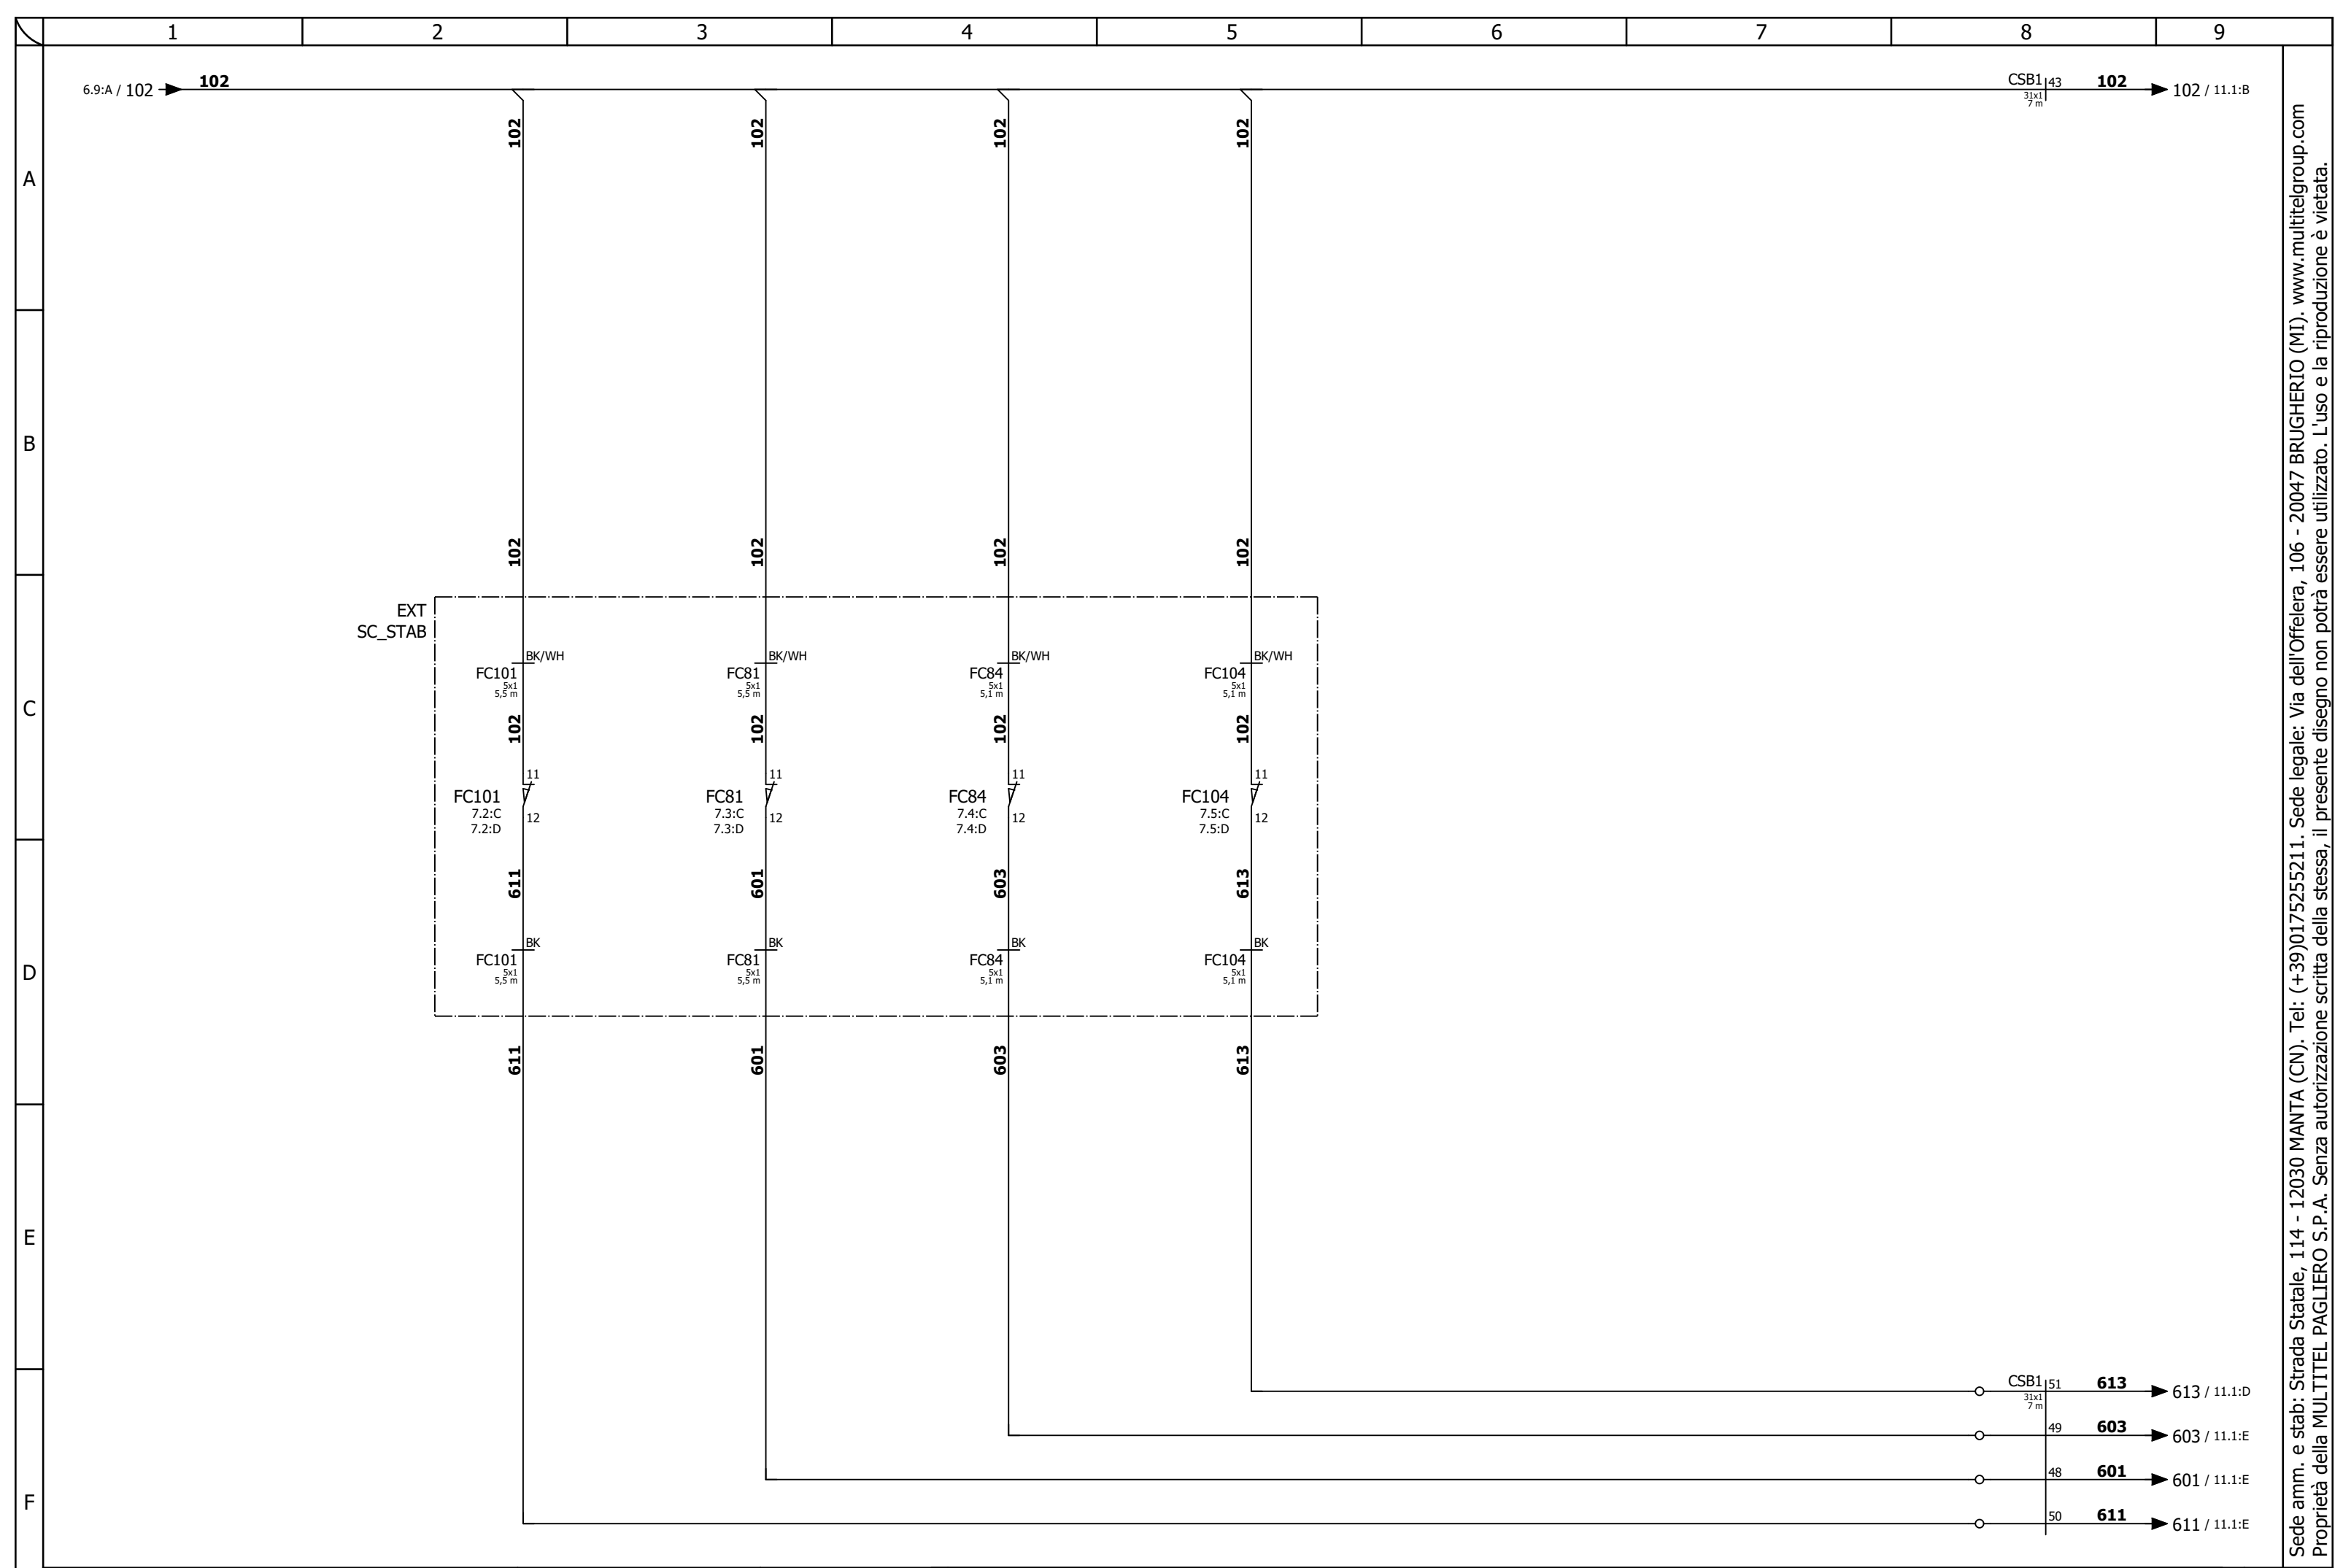 1 2 3 4 5 6 7 8 9
6.9:A / 102 102 CSB1 43 102 102 / 11.1:B
31x1
7 m
102 102 102 102
A
B
102 102 102 102
EXT
SC_STAB
BK/WH BK/WH BK/WH BK/WH
FC101 FC81 FC84 FC104
5x1 5x1 5x1 5x1
5,5 m 5,5 m 5,1 m 5,1 m
C
102 102 102 102
11 11 11 11
FC101 FC81 FC84 FC104
7.2:C 7.3:C 7.4:C 7.5:C
12 12 12 12
7.2:D 7.3:D 7.4:D 7.5:D
611 601 603 613
BK BK BK BK
FC101 FC81 FC84 FC104
D
5x1 5x1 5x1 5x1
5,5 m 5,5 m 5,1 m 5,1 m
611 601 603 613
E
CSB1 51 613 613 / 11.1:D
31x1
7 m
49 603 603 / 11.1:E
48 601 601 / 11.1:E
F
50 611 611 / 11.1:E
Sede amm. e stab: Strada Statale, 114 - 12030 MANTA (CN). Tel: (+39)0175255211. Sede legale: Via dell'Offelera, 106 - 20047 BRUGHERIO (MI). www.multitelgroup.com
Proprietà della MULTITEL PAGLIERO S.P.A. Senza autorizzazione scritta della stessa, il presente disegno non potrà essere utilizzato. L'uso e la riproduzione è vietata.